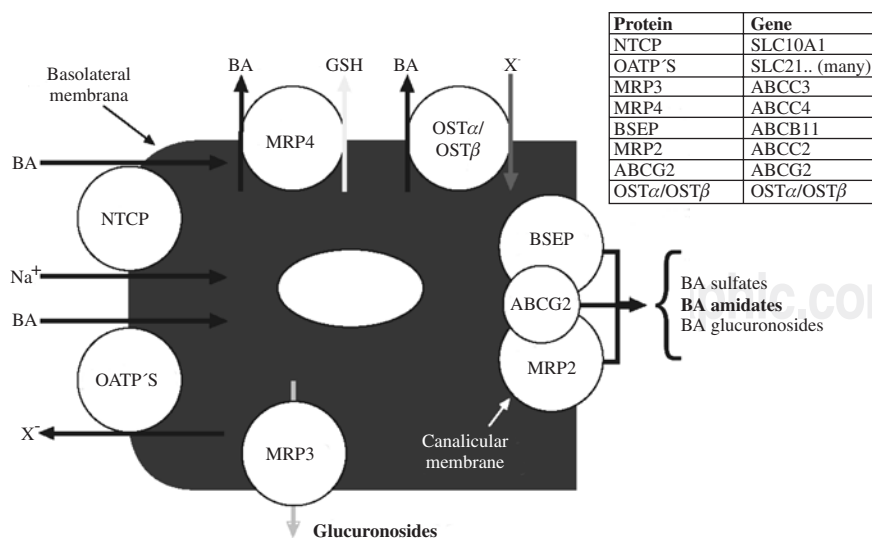 Protein Gene
NTCP SLC10A1
OATP´S SLC21.. (many)
MRP3 ABCC3
MRP4 ABCC4
BSEP ABCB11
MRP2 ABCC2
ABCG2 ABCG2
OSTα/OSTβ OSTα/OSTβ
BA GSH BA X-
Basolateral
membrana
MRP4
OSTα/
OSTβ
BA
NTCP
BSEP
Na+
ABCG2
BA sulfates
BA amidates
BA glucuronosides
BA
OATP´S
MRP2
X-
MRP3
Canalicular
membrane
Glucuronosides